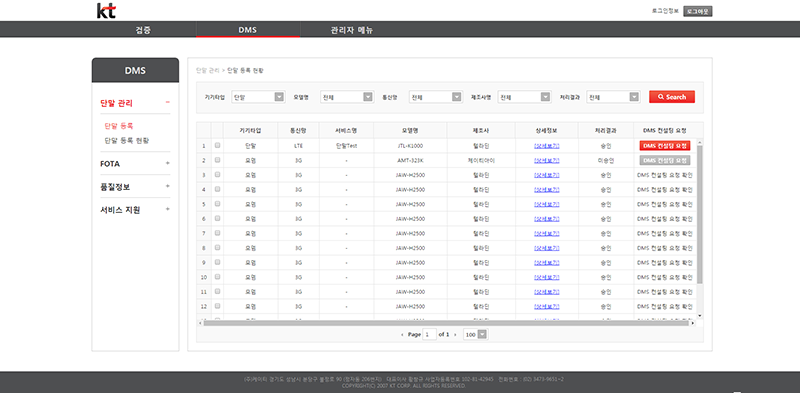 kt
로그인정보 로그아웃
검증 DMS 관리자 메뉴
DMS
단말 관리 −
단말 등록
단말 등록 현황
FOTA +
품질정보 +
서비스 지원 +
단말 관리 > 단말 등록 현황
기기타입 단말 모델명 전체 통신망 전체 제조사명 전체 처리결과 전체 Search
기기타입 통신망 서비스명 모델명 제조사 상세정보 처리결과 DMS 컨설팅 요청
1 단말 LTE 단말Test JTL-K1000 텔라딘 [상세보기] 승인 DMS 컨설팅 요청
2 모뎀 3G - AMT-323K 제이티아이 [상세보기] 미승인 DMS 컨설팅 요청
3 모뎀 3G - JAW-H2500 텔라딘 [상세보기] 승인 DMS 컨설팅 요청 확인
4 모뎀 3G - JAW-H2500 텔라딘 [상세보기] 승인 DMS 컨설팅 요청 확인
5 모뎀 3G - JAW-H2500 텔라딘 [상세보기] 승인 DMS 컨설팅 요청 확인
6 모뎀 3G - JAW-H2500 텔라딘 [상세보기] 승인 DMS 컨설팅 요청 확인
7 모뎀 3G - JAW-H2500 텔라딘 [상세보기] 승인 DMS 컨설팅 요청 확인
8 모뎀 3G - JAW-H2500 텔라딘 [상세보기] 승인 DMS 컨설팅 요청 확인
9 모뎀 3G - JAW-H2500 텔라딘 [상세보기] 승인 DMS 컨설팅 요청 확인
10 모뎀 3G - JAW-H2500 텔라딘 [상세보기] 승인 DMS 컨설팅 요청 확인
11 모뎀 3G - JAW-H2500 텔라딘 [상세보기] 승인 DMS 컨설팅 요청 확인
12 모뎀 3G - JAW-H2500 텔라딘 [상세보기] 승인 DMS 컨설팅 요청 확인
Page 1 of 1 100
(주)케이티 경기도 성남시 분당구 불정로 90 (정자동 206번지) 대표이사 황창규 사업자등록번호 102-81-42945 전화번호 :
COPYRIGHT(C) 2007 KT CORP. ALL RIGHTS RESERVED.